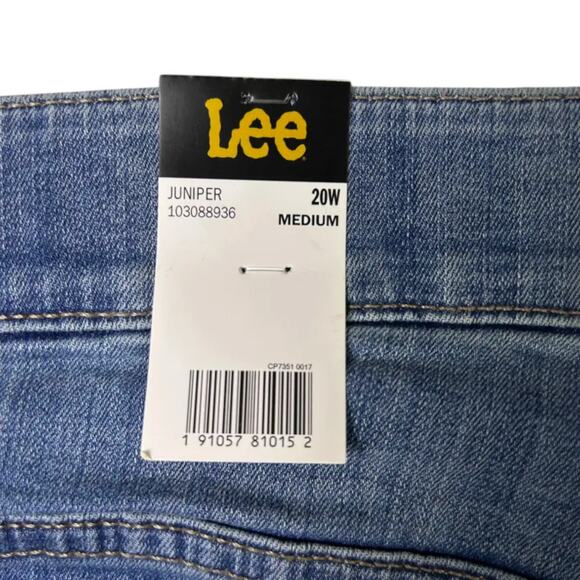 Lee
JUNIPER 20W
103088936 MEDIUM
CP7351 0017
1 91057 81015 2